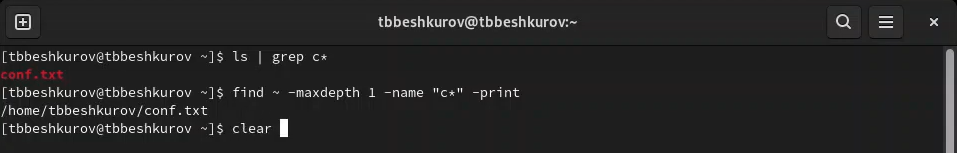 tbbeshkurov@tbbeshkurov:~
[tbbeshkurov@tbbeshkurov ~]$ ls | grep c*
conf.txt
[tbbeshkurov@tbbeshkurov ~]$ find ~ -maxdepth 1 -name "c*" -print
/home/tbbeshkurov/conf.txt
[tbbeshkurov@tbbeshkurov ~]$ clear